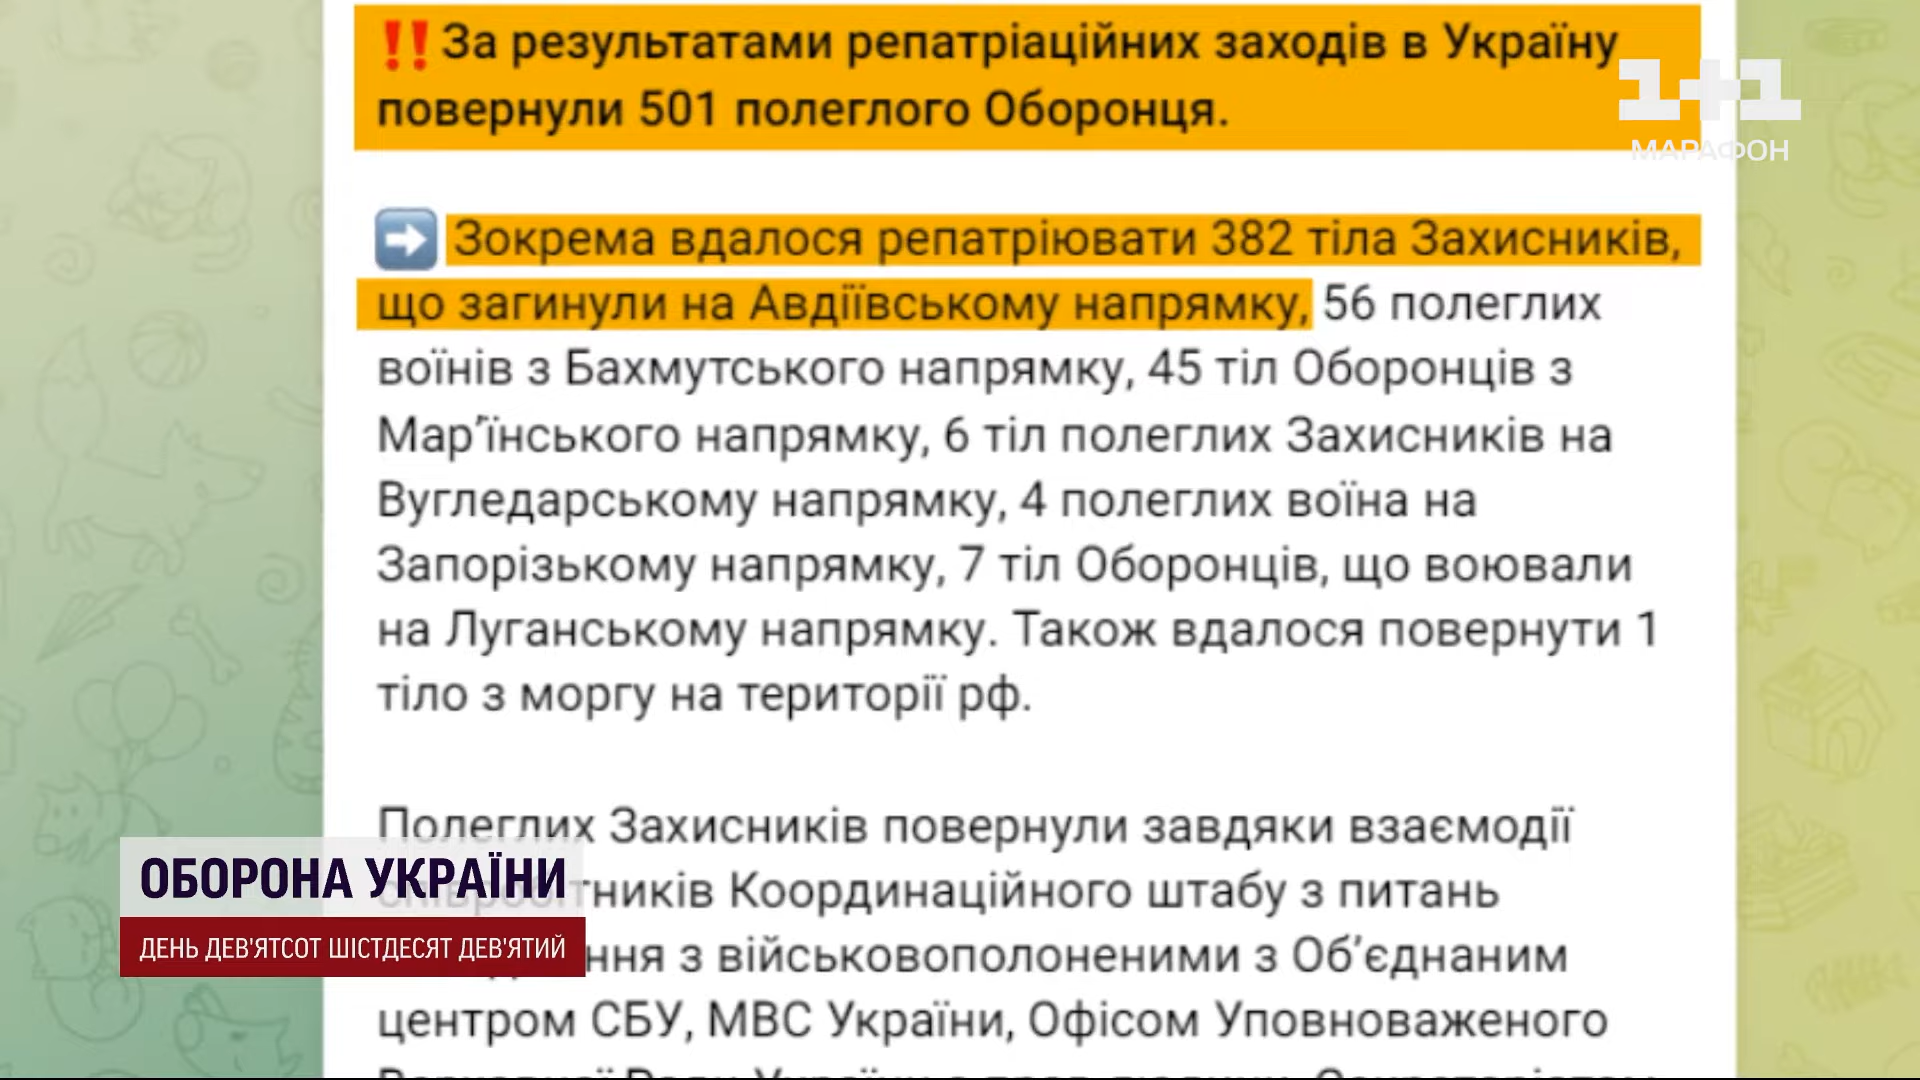 ‼️За результатами репатріаційних заходів в Україну
повернули 501 полеглого Оборонця.
1+1
МАРАФОН
Зокрема вдалося репатріювати 382 тіла Захисників,
що загинули на Авдіївському напрямку, 56 полеглих
воїнів з Бахмутського напрямку, 45 тіл Оборонців з
Мар’їнського напрямку, 6 тіл полеглих Захисників на
Вугледарському напрямку, 4 полеглих воїна на
Запорізькому напрямку, 7 тіл Оборонців, що воювали
на Луганському напрямку. Також вдалося повернути 1
тіло з моргу на території рф.
Полеглих Захисників повернули завдяки взаємодії
співробітників Координаційного штабу з питань
з військовополоненими з Об’єднаним
центром СБУ, МВС України, Офісом Уповноваженого
ОБОРОНА УКРАЇНИ
ДЕНЬ ДЕВ'ЯТСОТ ШІСТДЕСЯТ ДЕВ'ЯТИЙ